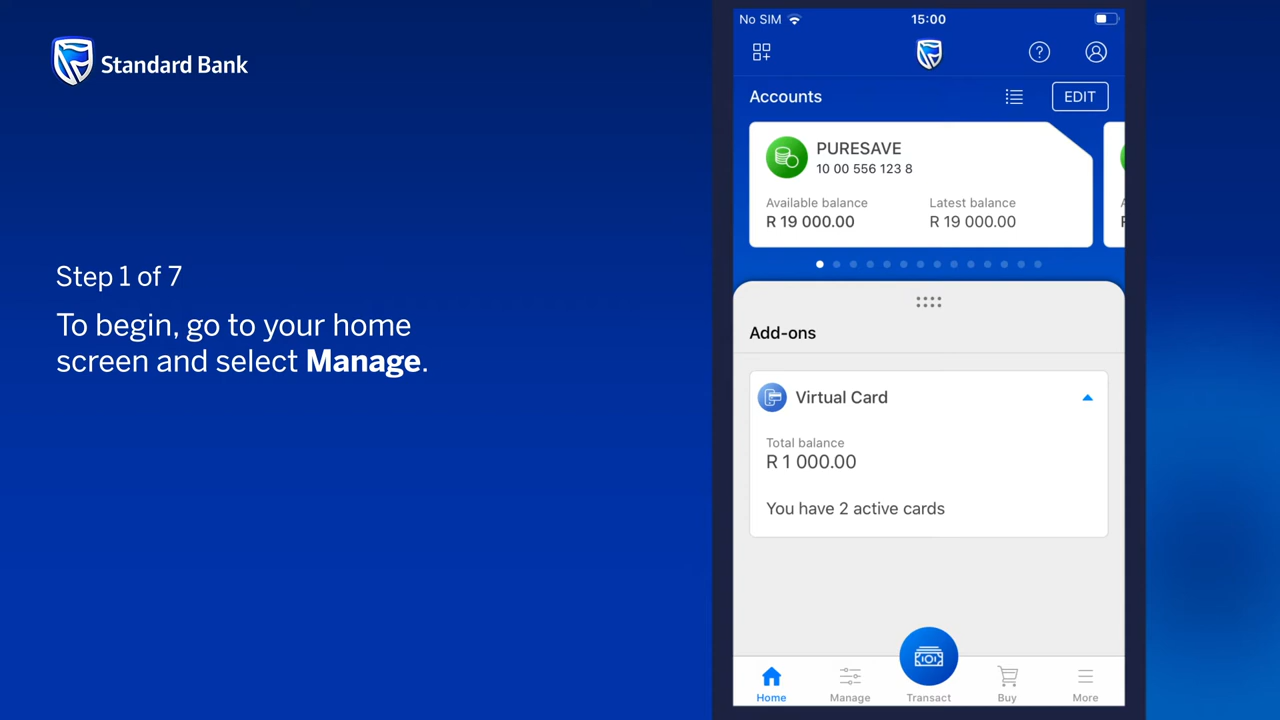 Standard Bank
Step 1 of 7
To begin, go to your home
screen and select Manage.
No SIM 15:00
Accounts EDIT
PURESAVE
10 00 556 123 8
Available balance Latest balance
R 19 000.00 R 19 000.00
Add-ons
Virtual Card
Total balance
R 1 000.00
You have 2 active cards
Home Manage Transact Buy More